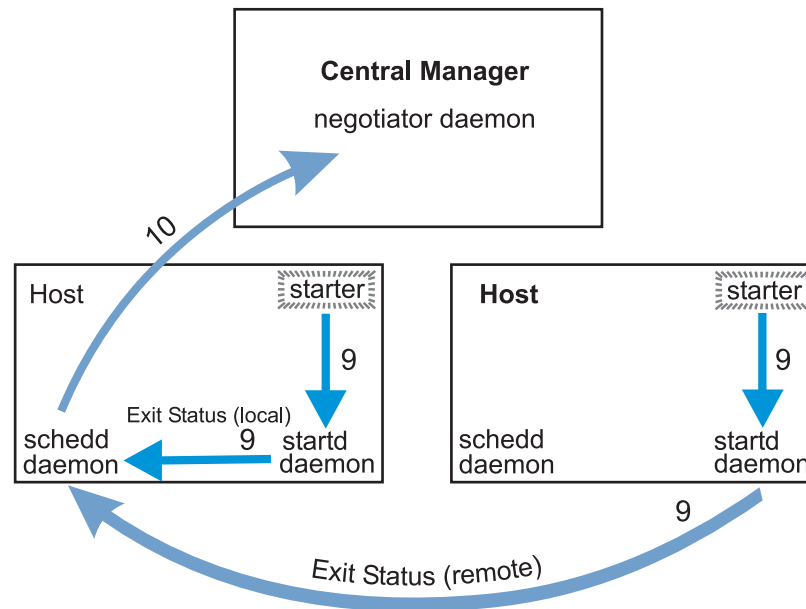 Central Manager
negotiator daemon
10
Host
starter
9
Exit Status (local)
9
schedd
daemon
startd
daemon
Host
starter
9
schedd
daemon
startd
daemon
9
Exit Status (remote)